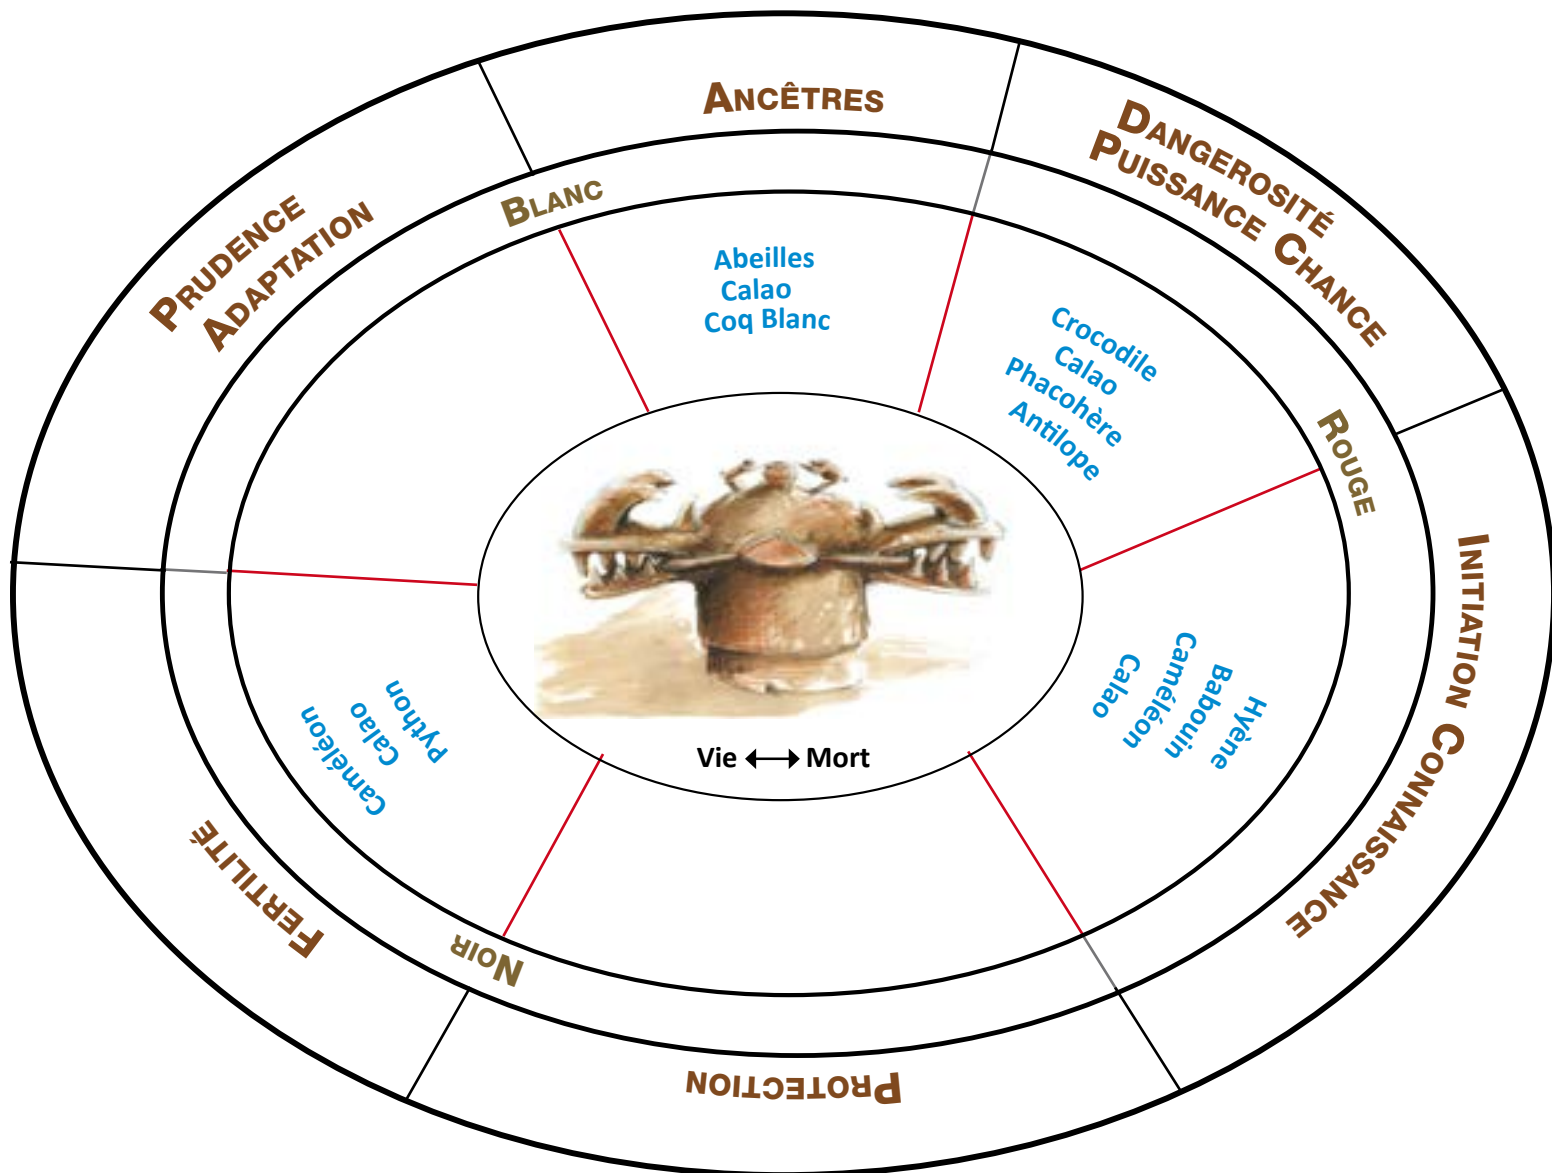 ANCÊTRES
DANGEROSITÉ
PUISSANCE CHANCE
INITIATION CONNAISSANCE
PROTECTION
FERTILITÉ
PRUDENCE
ADAPTATION
BLANC
ROUGE
NOIR
Abeilles
Calao
Coq Blanc
Crocodile
Calao
Phacohère
Antilope
Hyène
Babouin
Caméléon
Calao
Python
Calao
Caméléon
Vie ⟷ Mort